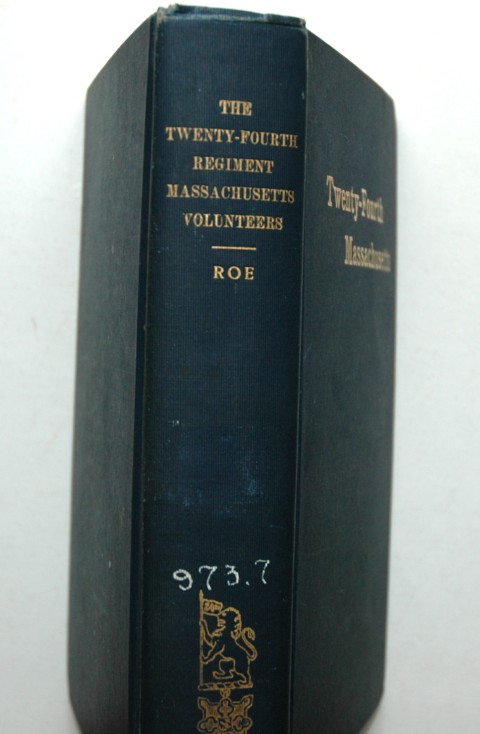 THE
TWENTY-FOURTH
REGIMENT
MASSACHUSETTS
VOLUNTEERS
ROE
973.7
Twenty-Fourth
Massachusetts